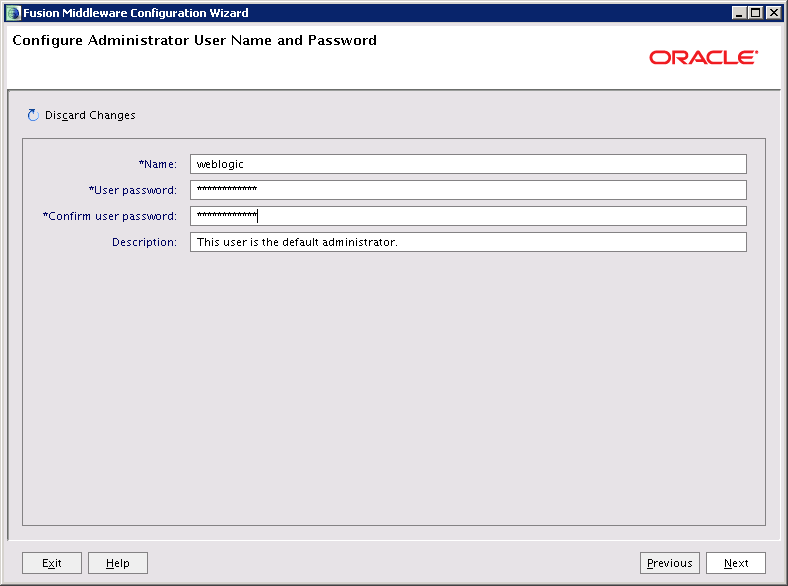 Fusion Middleware Configuration Wizard
Configure Administrator User Name and Password
ORACLE
Discard Changes
*Name: weblogic
*User password: ************
*Confirm user password: ************
Description: This user is the default administrator.
Exit Help Previous Next